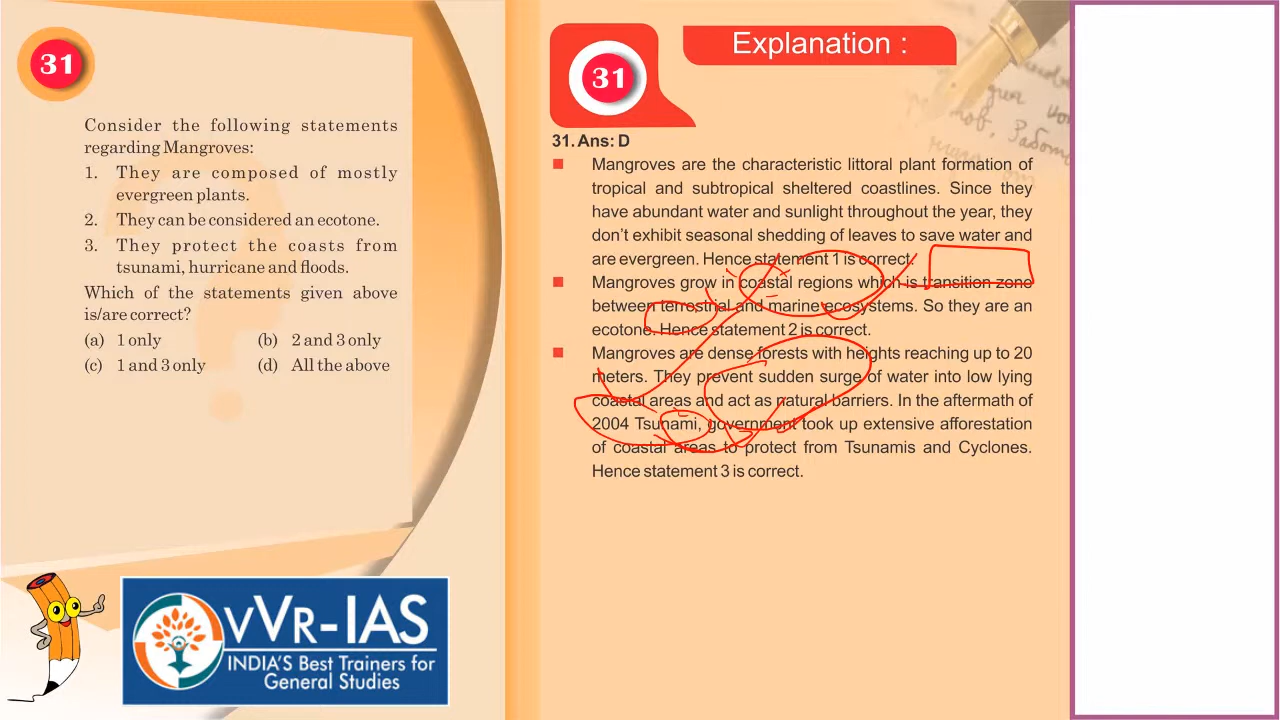 31
Consider the following statements
regarding Mangroves:
1. They are composed of mostly
evergreen plants.
2. They can be considered an ecotone.
3. They protect the coasts from
tsunami, hurricane and floods.
Which of the statements given above
is/are correct?
(a) 1 only (b) 2 and 3 only
(c) 1 and 3 only (d) All the above
vVR-IAS
INDIA'S Best Trainers for
General Studies
Explanation :
31
31. Ans: D
Mangroves are the characteristic littoral plant formation of
tropical and subtropical sheltered coastlines. Since they
have abundant water and sunlight throughout the year, they
don't exhibit seasonal shedding of leaves to save water and
are evergreen. Hence statement 1 is correct.
Mangroves grow in coastal regions which is transition zone
between terrestrial and marine ecosystems. So they are an
ecotone. Hence statement 2 is correct.
Mangroves are dense forests with heights reaching up to 20
meters. They prevent sudden surge of water into low lying
coastal areas and act as natural barriers. In the aftermath of
2004 Tsunami, government took up extensive afforestation
of coastal areas to protect from Tsunamis and Cyclones.
Hence statement 3 is correct.